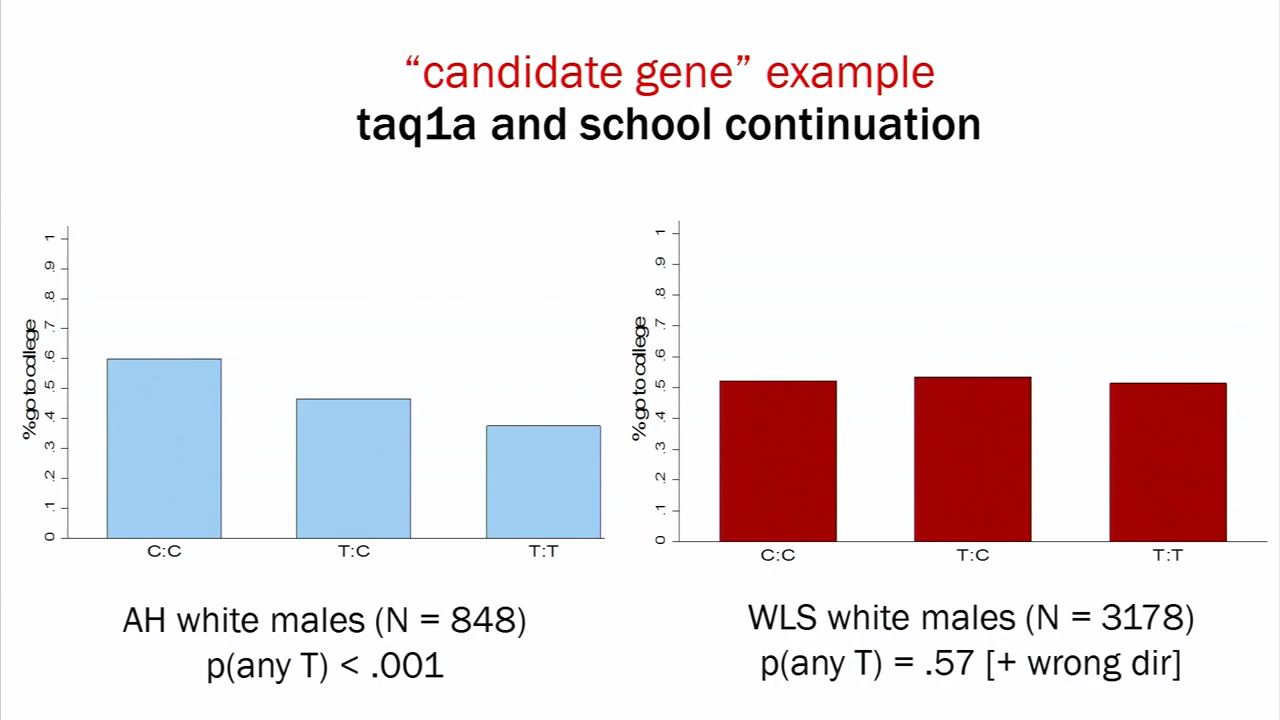 “candidate gene” example
taq1a and school continuation
% go to college
1
.9
.8
.7
.6
.5
.4
.3
.2
.1
0
C:C T:C T:T
AH white males (N = 848)
p(any T) < .001
% go to college
1
.9
.8
.7
.6
.5
.4
.3
.2
.1
0
C:C T:C T:T
WLS white males (N = 3178)
p(any T) = .57 [+ wrong dir]